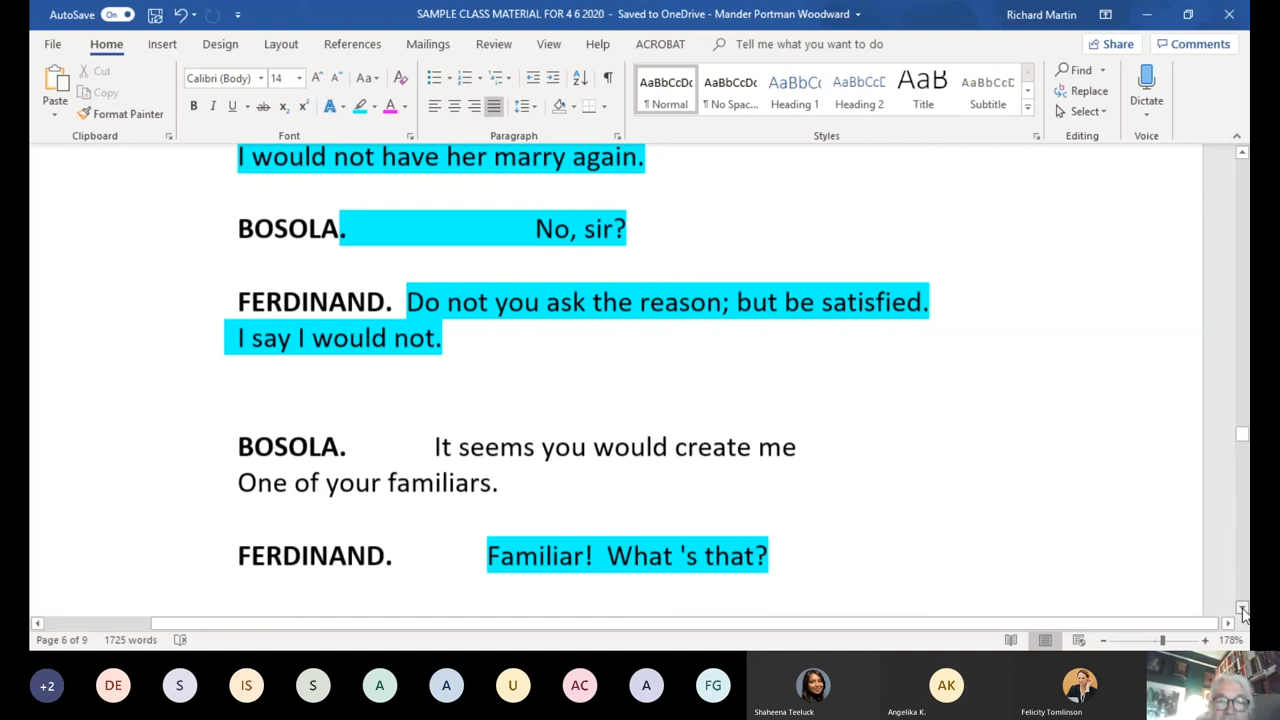 AutoSave On SAMPLE CLASS MATERIAL FOR 4 6 2020 - Saved to OneDrive - Mander Portman Woodward Richard Martin
File Home Insert Design Layout References Mailings Review View Help ACROBAT Tell me what you want to do Share Comments
Paste
Cut
Copy
Format Painter
Clipboard
Calibri (Body) 14
Font
Paragraph
AaBbCcDc AaBbCcDc AaBbCc AaBbCcD AaB AaBbCcD
¶ Normal ¶ No Spac... Heading 1 Heading 2 Title Subtitle
Styles
Find
Replace
Select
Editing
Dictate
Voice
I would not have her marry again.
BOSOLA. No, sir?
FERDINAND. Do not you ask the reason; but be satisfied.
I say I would not.
BOSOLA. It seems you would create me
One of your familiars.
FERDINAND. Familiar! What 's that?
Page 6 of 9 1725 words 178%
+2 DE S IS S A A U AC A FG AK
Shaheena Teeluck Angelika K. Felicity Tomlinson